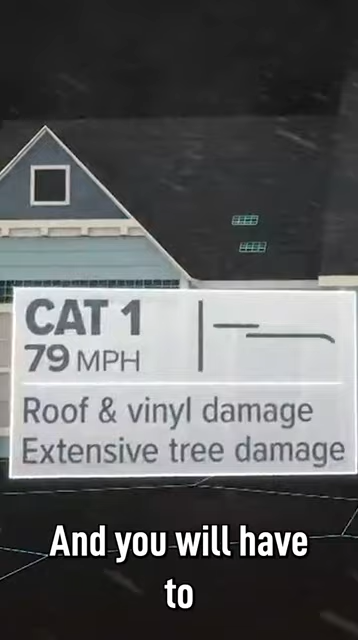 CAT 1
79 MPH
Roof & vinyl damage
Extensive tree damage
And you will have
to